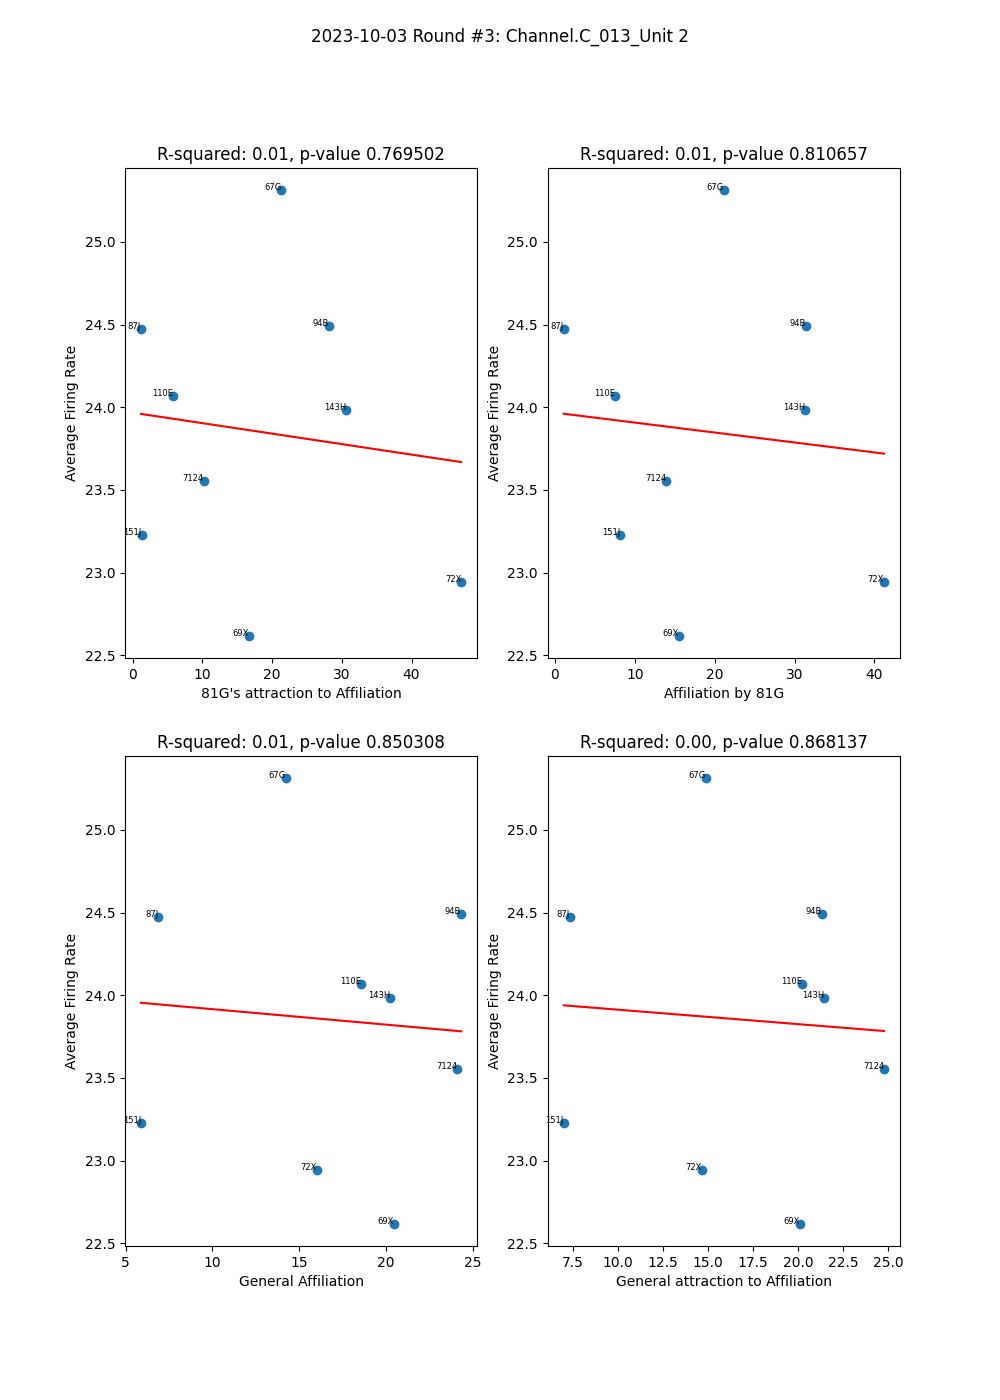 2023-10-03 Round #3: Channel.C_013_Unit 2
R-squared: 0.01, p-value 0.769502
67G
25.0
87J
24.5
94B
110E
24.0
143H
7124
23.5
151J
23.0
72X
69X
22.5
0 10 20 30 40
Average Firing Rate
81G's attraction to Affiliation
R-squared: 0.01, p-value 0.810657
67G
25.0
87J
24.5
94B
110E
24.0
143H
7124
23.5
151J
23.0
72X
69X
22.5
0 10 20 30 40
Average Firing Rate
Affiliation by 81G
R-squared: 0.01, p-value 0.850308
67G
25.0
87J
24.5
94B
110E
24.0
143H
7124
23.5
151J
23.0
72X
69X
22.5
5 10 15 20 25
Average Firing Rate
General Affiliation
R-squared: 0.00, p-value 0.868137
67G
25.0
87J
24.5
94B
110E
24.0
143H
7124
23.5
151J
23.0
72X
69X
22.5
7.5 10.0 12.5 15.0 17.5 20.0 22.5 25.0
Average Firing Rate
General attraction to Affiliation